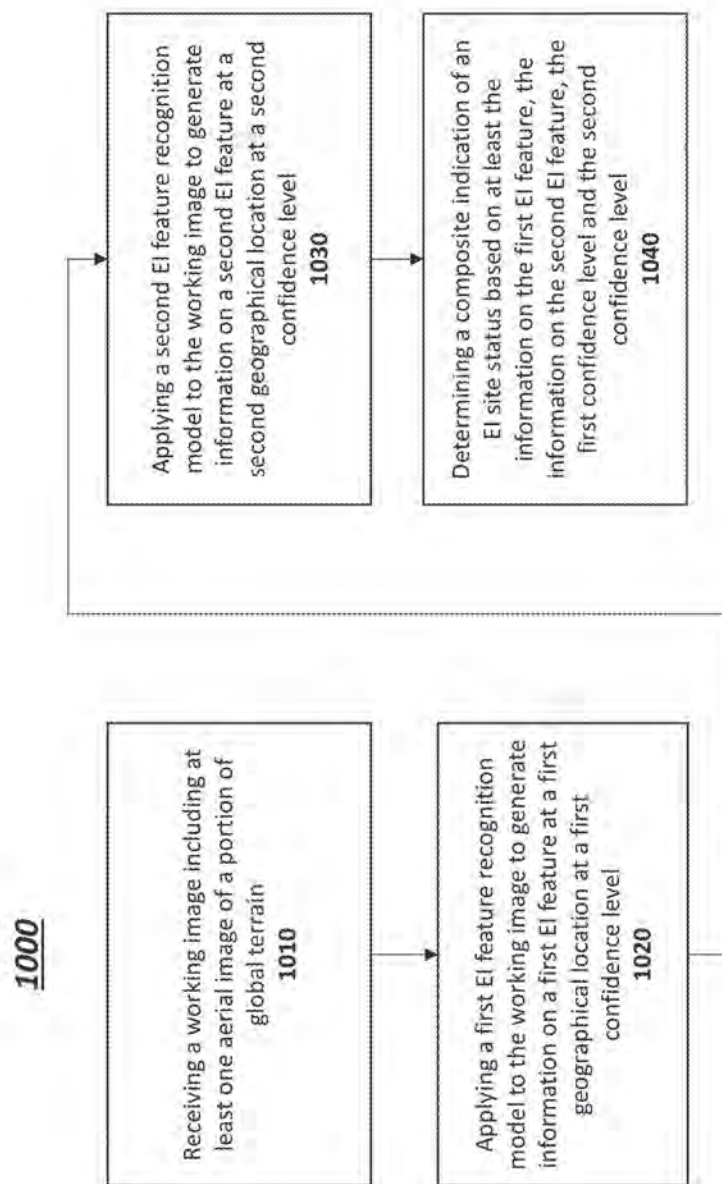 1000
Receiving a working image including at
least one aerial image of a portion of
global terrain
1010
Applying a first EI feature recognition
model to the working image to generate
information on a first EI feature at a first
geographical location at a first
confidence level
1020
Applying a second EI feature recognition
model to the working image to generate
information on a second EI feature at a
second geographical location at a second
confidence level
1030
Determining a composite indication of an
EI site status based on at least the
information on the first EI feature, the
information on the second EI feature, the
first confidence level and the second
confidence level
1040